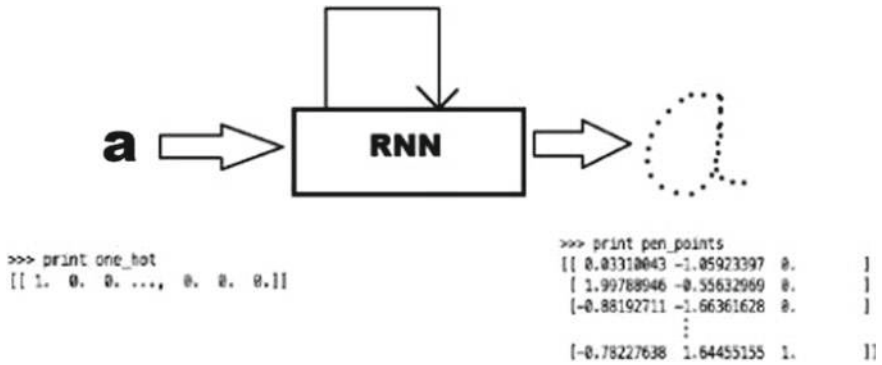 a
RNN
>>> print one_hot
[[ 1. 0. 0. ..., 0. 0. 0.]]
>>> print pen_points
[[ 0.03310043 -1.05923397 0. ]
[ 1.99788946 -0.55632969 0. ]
[-0.88192711 -1.66361628 0. ]
⋮
[-0.78227638 1.64455155 1. ]]